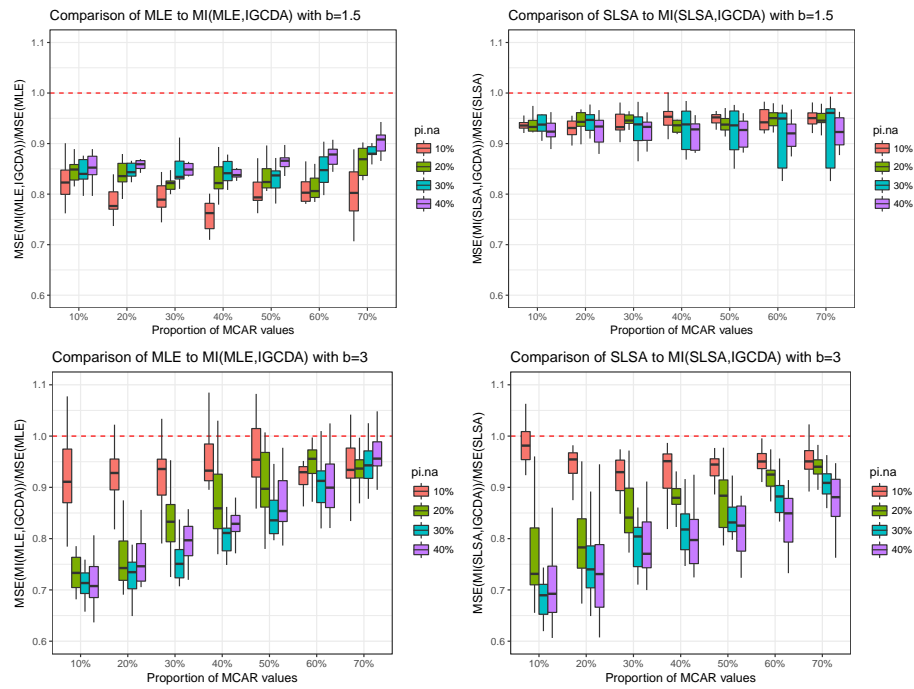 Comparison of MLE to MI(MLE,IGCDA) with b=1.5
MSE(MI(MLE,IGCDA))/MSE(MLE)
1.1
1.0
0.9
0.8
0.7
0.6
10% 20% 30% 40% 50% 60% 70%
Proportion of MCAR values
pi.na
10%
20%
30%
40%
Comparison of SLSA to MI(SLSA,IGCDA) with b=1.5
MSE(MI(SLSA,IGCDA))/MSE(SLSA)
1.1
1.0
0.9
0.8
0.7
0.6
10% 20% 30% 40% 50% 60% 70%
Proportion of MCAR values
pi.na
10%
20%
30%
40%
Comparison of MLE to MI(MLE,IGCDA) with b=3
MSE(MI(MLE,IGCDA))/MSE(MLE)
1.1
1.0
0.9
0.8
0.7
0.6
10% 20% 30% 40% 50% 60% 70%
Proportion of MCAR values
pi.na
10%
20%
30%
40%
Comparison of SLSA to MI(SLSA,IGCDA) with b=3
MSE(MI(SLSA,IGCDA))/MSE(SLSA)
1.1
1.0
0.9
0.8
0.7
0.6
10% 20% 30% 40% 50% 60% 70%
Proportion of MCAR values
pi.na
10%
20%
30%
40%